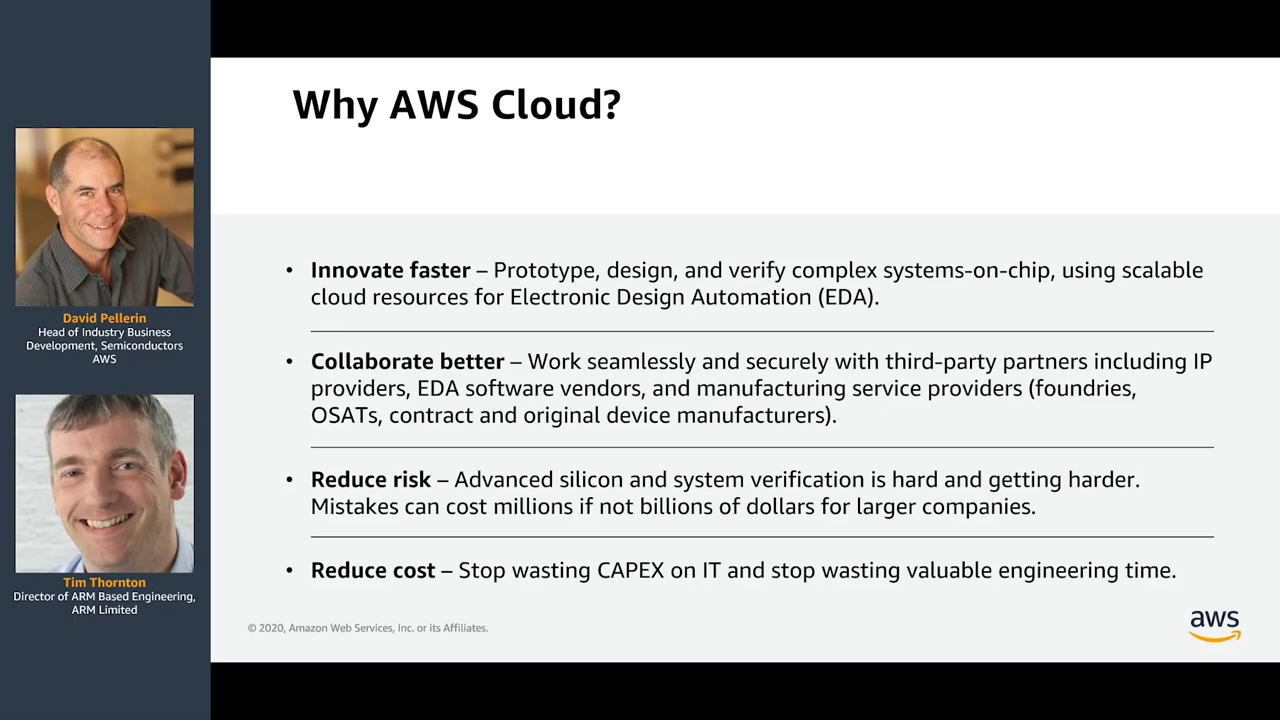 Why AWS Cloud?
David Pellerin
Head of Industry Business
Development, Semiconductors
AWS
Tim Thornton
Director of ARM Based Engineering,
ARM Limited
• Innovate faster – Prototype, design, and verify complex systems-on-chip, using scalable
cloud resources for Electronic Design Automation (EDA).
• Collaborate better – Work seamlessly and securely with third-party partners including IP
providers, EDA software vendors, and manufacturing service providers (foundries,
OSATs, contract and original device manufacturers).
• Reduce risk – Advanced silicon and system verification is hard and getting harder.
Mistakes can cost millions if not billions of dollars for larger companies.
• Reduce cost – Stop wasting CAPEX on IT and stop wasting valuable engineering time.
© 2020, Amazon Web Services, Inc. or its Affiliates.
aws